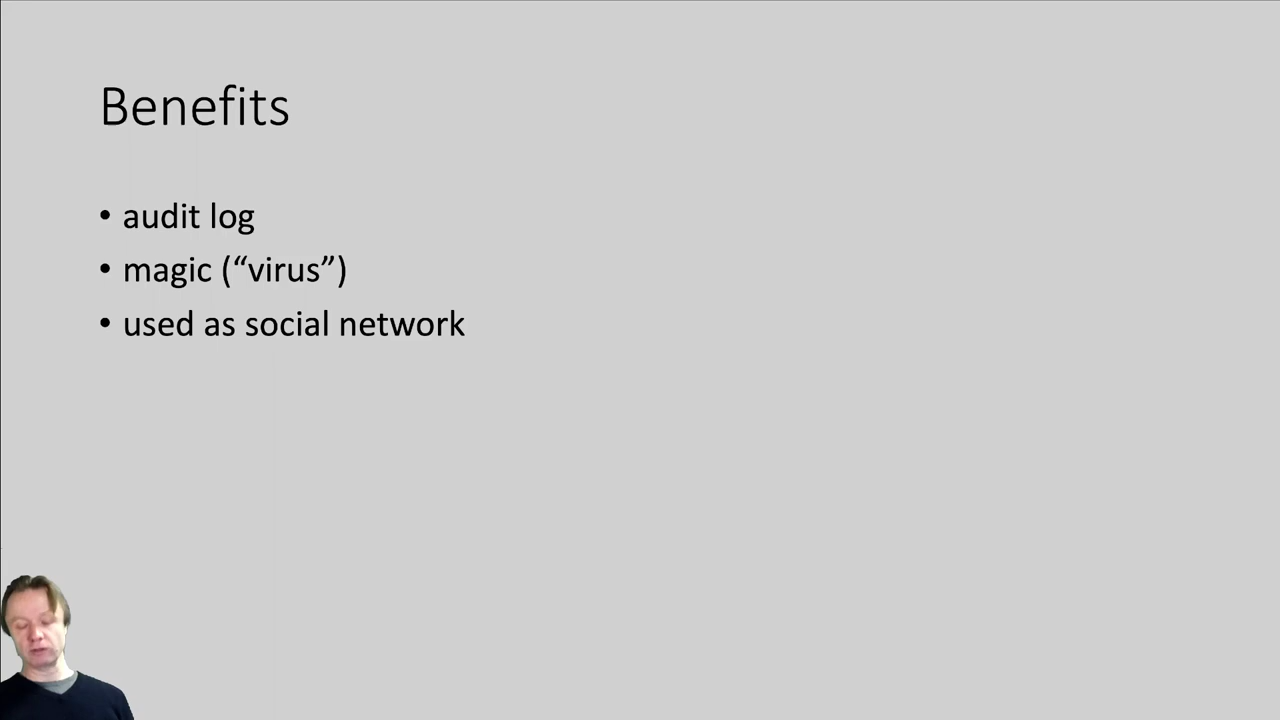 Benefits
• audit log
• magic (“virus”)
• used as social network